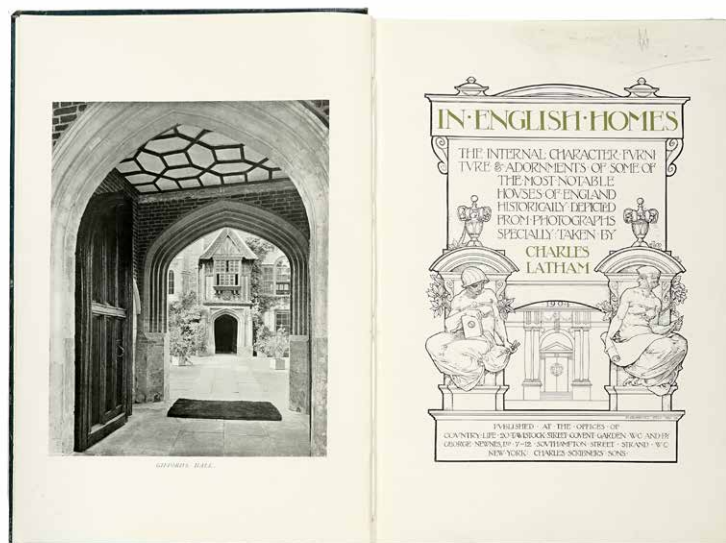 GIFFORDS HALL.
IN·ENGLISH·HOMES
THE INTERNAL CHARACTER·FVRNI
TVRE & ADORNMENTS OF SOME OF
THE MOST NOTABLE
HOVSES OF ENGLAND
HISTORICALLY DEPICTED
FROM·PHOTOGRAPHS
SPECIALLY·TAKEN·BY
CHARLES
LATHAM
1904
PVBLISHED AT THE OFFICES OF
COVNTRY·LIFE·20·TAVISTOCK·STREET·COVENT GARDEN W·C·AND BY
GEORGE NEWNES, LTD 7-12 SOVTHAMPTON·STREET·STRAND·W·C
NEW YORK CHARLES SCRIBNER'S SONS·